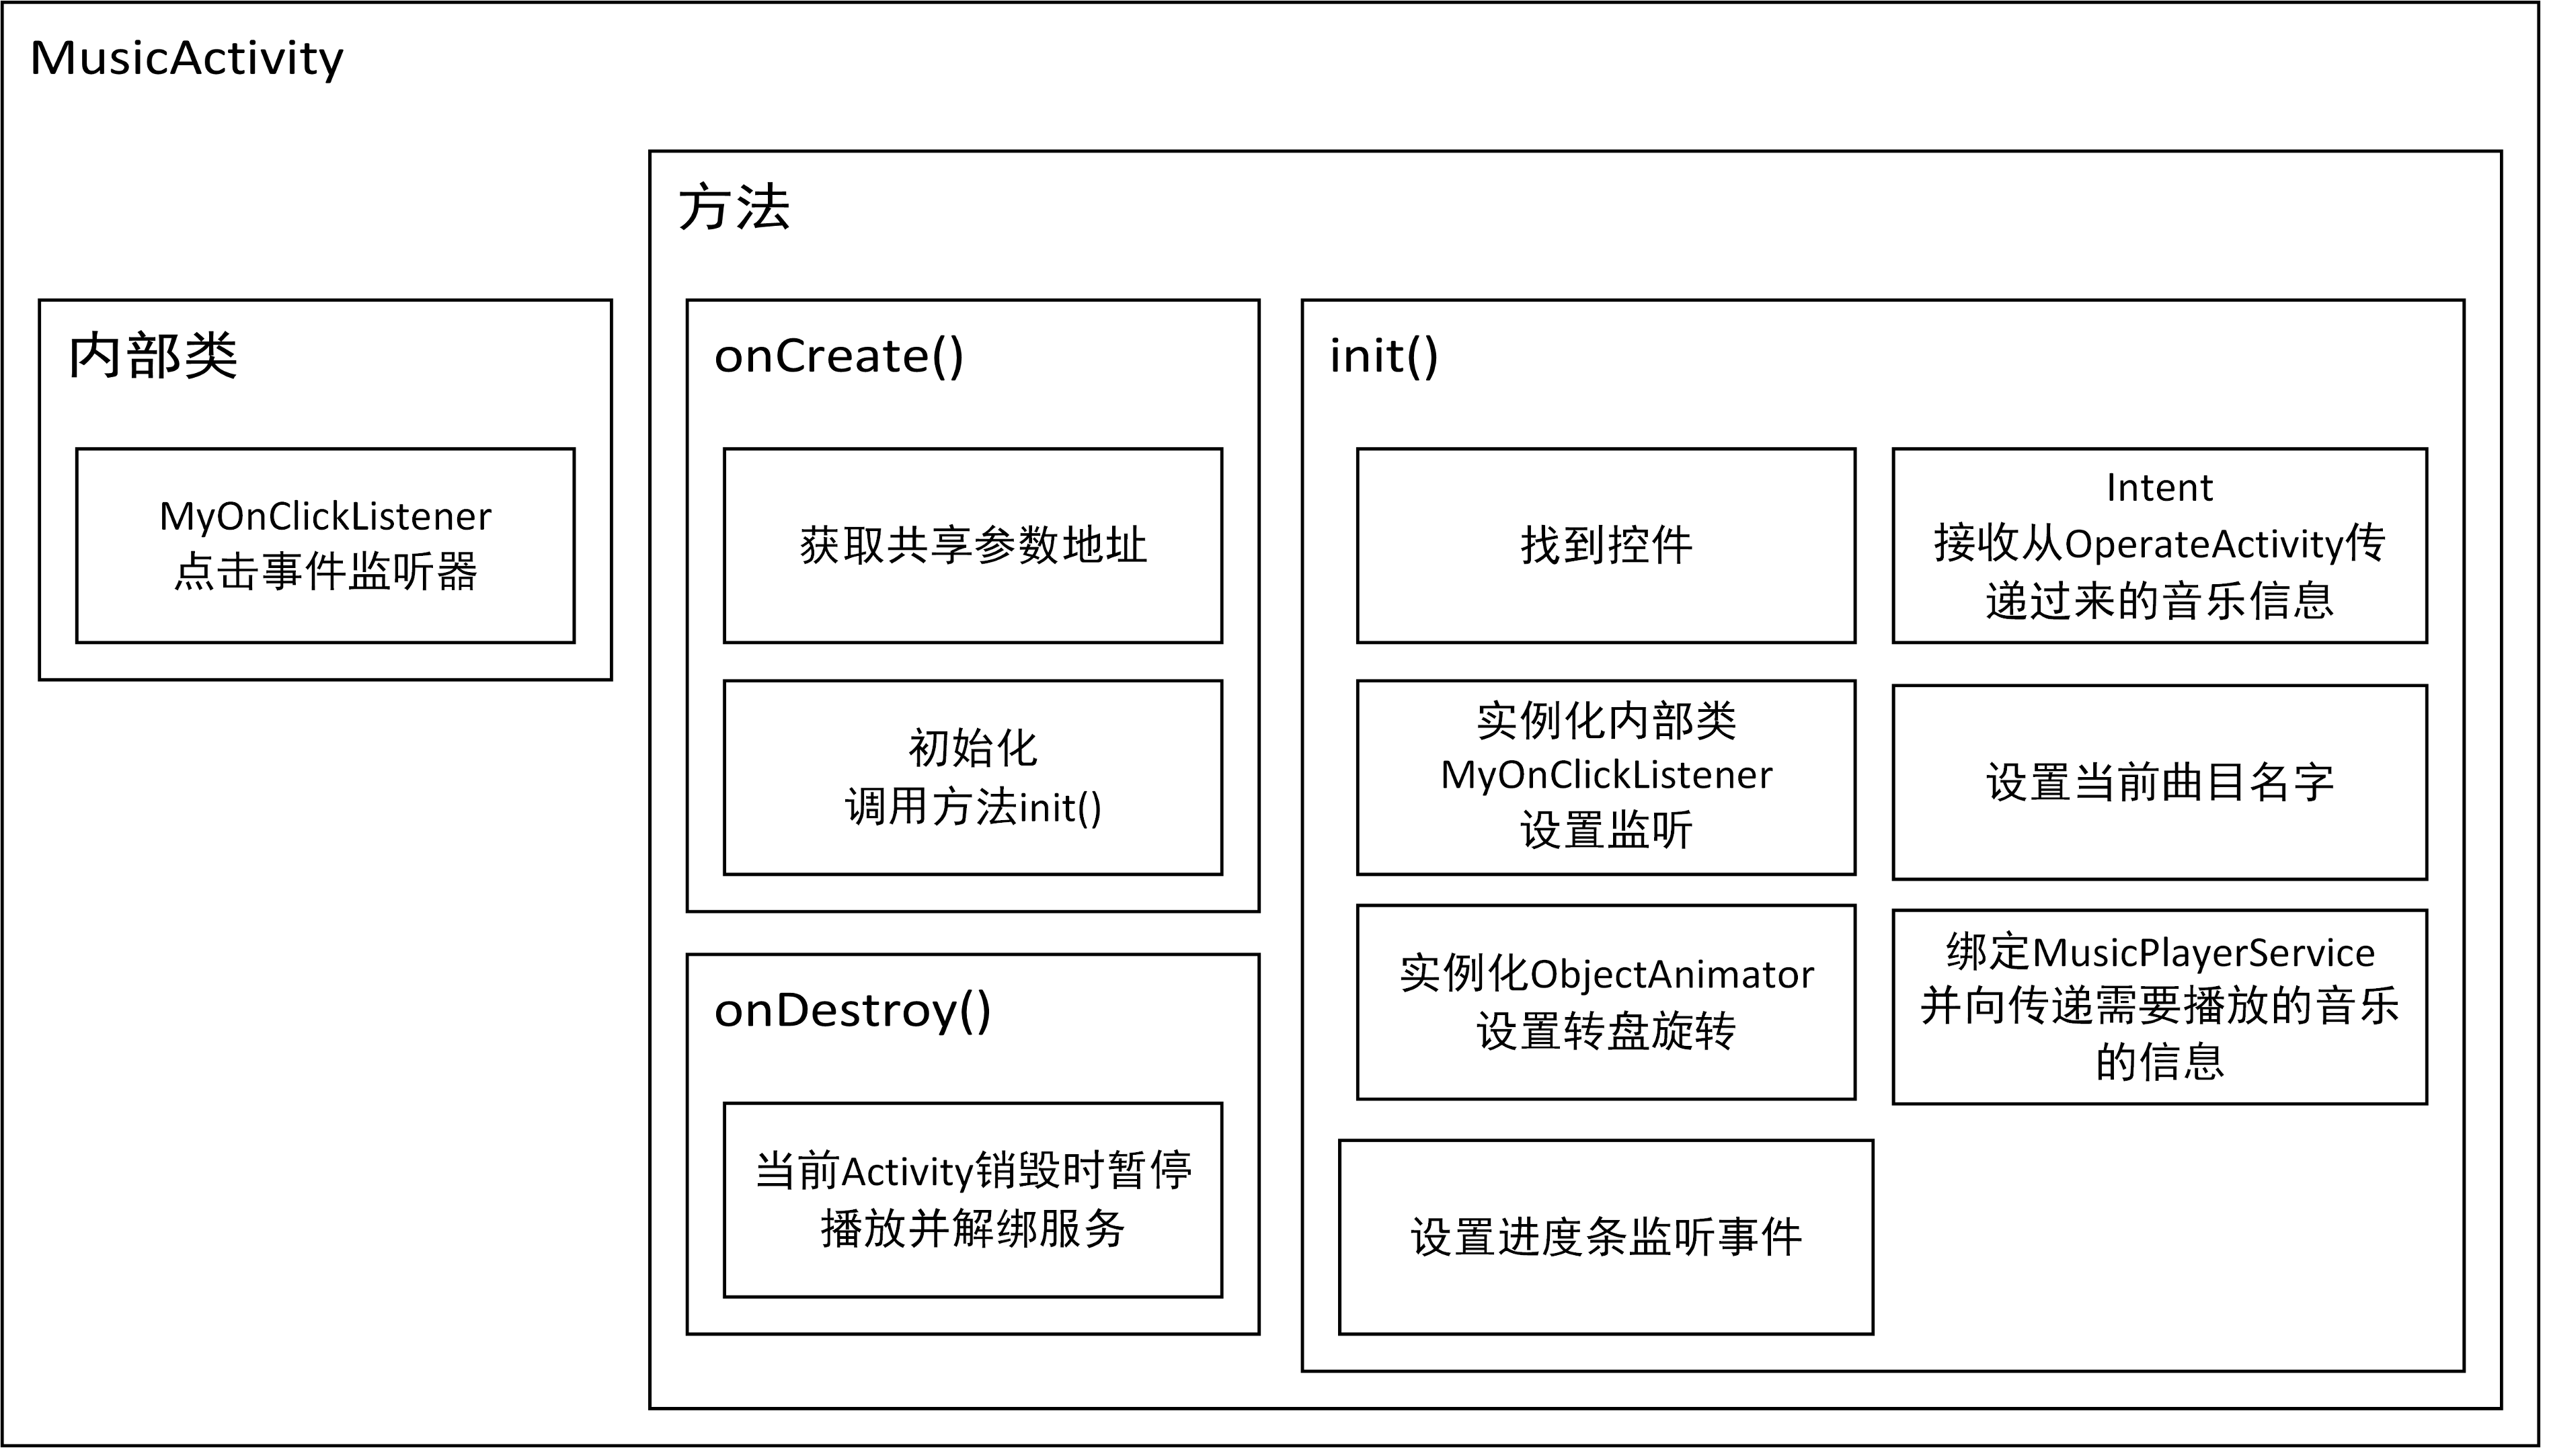 MusicActivity
方法
内部类
MyOnClickListener
点击事件监听器
onCreate()
获取共享参数地址
初始化
调用方法init()
onDestroy()
当前Activity销毁时暂停
播放并解绑服务
init()
找到控件
Intent
接收从OperateActivity传
递过来的音乐信息
实例化内部类
MyOnClickListener
设置监听
设置当前曲目名字
实例化ObjectAnimator
设置转盘旋转
绑定MusicPlayerService
并向传递需要播放的音乐
的信息
设置进度条监听事件